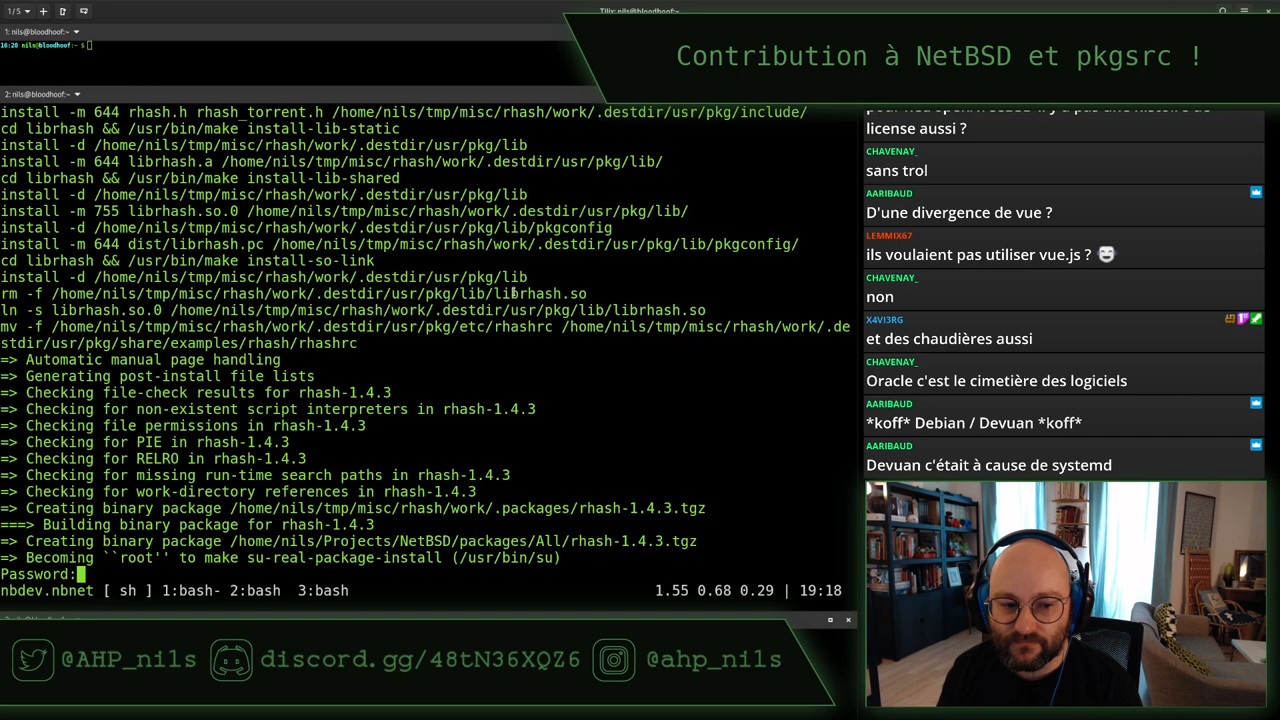 1/5
Tilix: nils@bloodhoof:~
1: nils@bloodhoof:~
16:20 nils@bloodhoof:~ $
Contribution à NetBSD et pkgsrc !
2: nils@bloodhoof:~
install -m 644 rhash.h rhash_torrent.h /home/nils/tmp/misc/rhash/work/.destdir/usr/pkg/include/
cd librhash && /usr/bin/make install-lib-static
install -d /home/nils/tmp/misc/rhash/work/.destdir/usr/pkg/lib
install -m 644 librhash.a /home/nils/tmp/misc/rhash/work/.destdir/usr/pkg/lib/
cd librhash && /usr/bin/make install-lib-shared
install -d /home/nils/tmp/misc/rhash/work/.destdir/usr/pkg/lib
install -m 755 librhash.so.0 /home/nils/tmp/misc/rhash/work/.destdir/usr/pkg/lib/
install -d /home/nils/tmp/misc/rhash/work/.destdir/usr/pkg/lib/pkgconfig
install -m 644 dist/librhash.pc /home/nils/tmp/misc/rhash/work/.destdir/usr/pkg/lib/pkgconfig/
cd librhash && /usr/bin/make install-so-link
install -d /home/nils/tmp/misc/rhash/work/.destdir/usr/pkg/lib
rm -f /home/nils/tmp/misc/rhash/work/.destdir/usr/pkg/lib/librhash.so
ln -s librhash.so.0 /home/nils/tmp/misc/rhash/work/.destdir/usr/pkg/lib/librhash.so
mv -f /home/nils/tmp/misc/rhash/work/.destdir/usr/pkg/etc/rhashrc /home/nils/tmp/misc/rhash/work/.de
stdir/usr/pkg/share/examples/rhash/rhashrc
=> Automatic manual page handling
=> Generating post-install file lists
=> Checking file-check results for rhash-1.4.3
=> Checking for non-existent script interpreters in rhash-1.4.3
=> Checking file permissions in rhash-1.4.3
=> Checking for PIE in rhash-1.4.3
=> Checking for RELRO in rhash-1.4.3
=> Checking for missing run-time search paths in rhash-1.4.3
=> Checking for work-directory references in rhash-1.4.3
=> Creating binary package /home/nils/tmp/misc/rhash/work/.packages/rhash-1.4.3.tgz
===> Building binary package for rhash-1.4.3
=> Creating binary package /home/nils/Projects/NetBSD/packages/All/rhash-1.4.3.tgz
=> Becoming ``root'' to make su-real-package-install (/usr/bin/su)
Password:
nbdev.nbnet [ sh ] 1:bash- 2:bash 3:bash 1.55 0.68 0.29 | 19:18
license aussi ?
CHAVENAY_
sans trol
AARIBAUD
D'une divergence de vue ?
LEMMIX67
ils voulaient pas utiliser vue.js ?
CHAVENAY_
non
X4VI3RG
et des chaudières aussi
CHAVENAY_
Oracle c'est le cimetière des logiciels
AARIBAUD
*koff* Debian / Devuan *koff*
AARIBAUD
Devuan c'était à cause de systemd
@AHP_nils
discord.gg/48tN36XQZ6
@ahp_nils